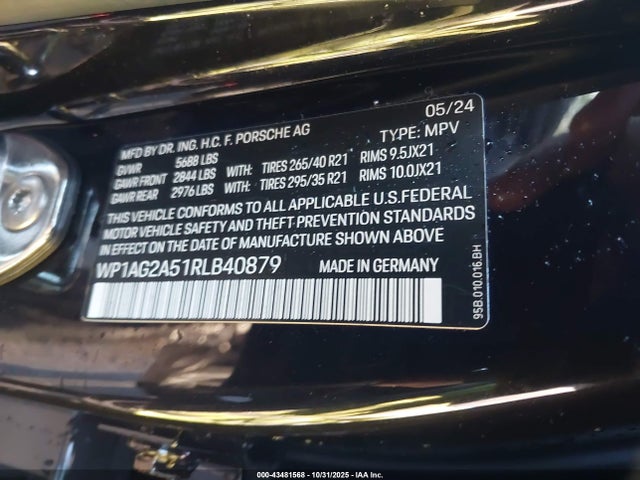 05/24
MFD BY DR. ING. H.C. F. PORSCHE AG TYPE: MPV
GVWR 5688 LBS
GAWR FRONT 2844 LBS WITH: TIRES 265/40 R21 RIMS 9.5JX21
GAWR REAR 2976 LBS WITH: TIRES 295/35 R21 RIMS 10.0JX21
THIS VEHICLE CONFORMS TO ALL APPLICABLE U.S.FEDERAL
MOTOR VEHICLE SAFETY AND THEFT PREVENTION STANDARDS
IN EFFECT ON THE DATE OF MANUFACTURE SHOWN ABOVE.
WP1AG2A51RLB40879 MADE IN GERMANY
95B.010.016.BH
000-43481568 - 10/31/2025 - IAA Inc.